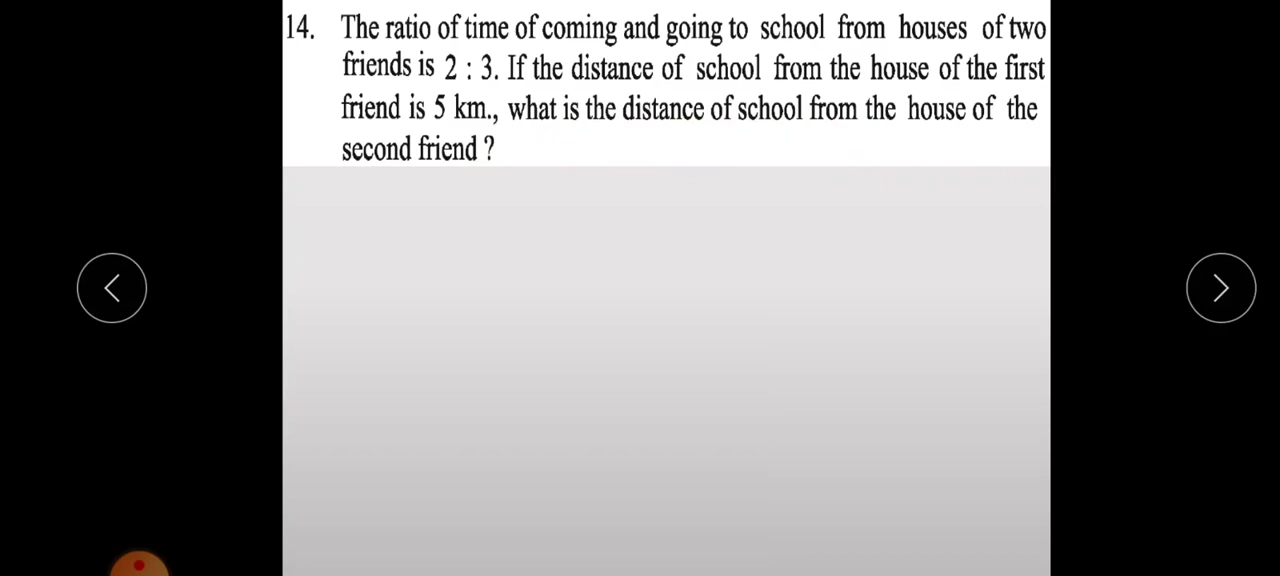 14. The ratio of time of coming and going to school from houses of two
friends is 2 : 3. If the distance of school from the house of the first
friend is 5 km., what is the distance of school from the house of the
second friend ?